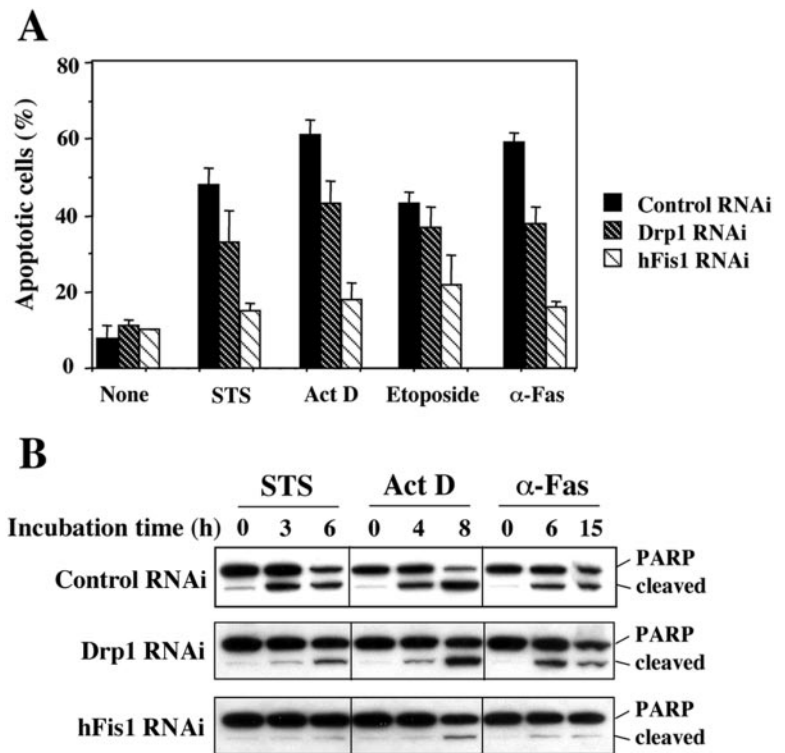 A
Apoptotic cells (%)
80
60
40
20
0
None STS Act D Etoposide α-Fas
Control RNAi
Drp1 RNAi
hFis1 RNAi
B
STS Act D α-Fas
Incubation time (h) 0 3 6 0 4 8 0 6 15
Control RNAi
PARP
cleaved
Drp1 RNAi
PARP
cleaved
hFis1 RNAi
PARP
cleaved